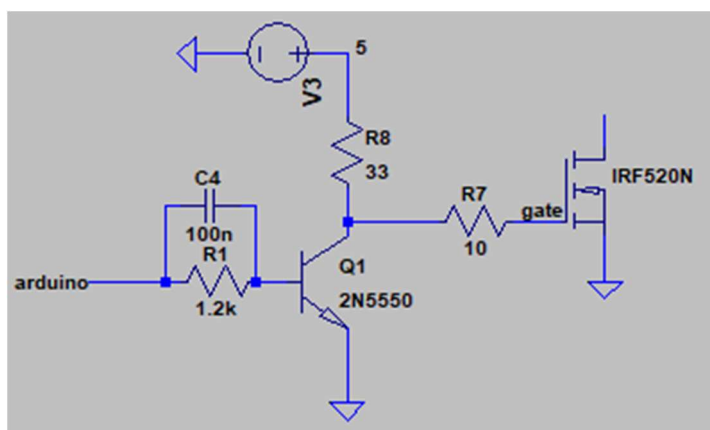 5
V3
R8
33
C4
100n
R1
1.2k
arduino
Q1
2N5550
R7
10
gate
IRF520N